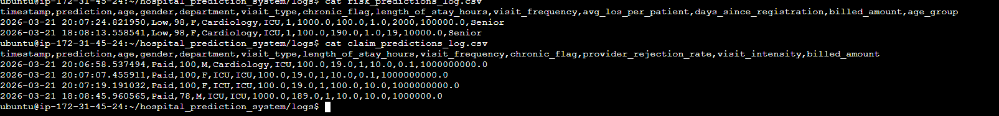 ubuntu@ip-172-31-45-24:~/hospital_prediction_system/logs$ cat risk_predictions_log.csv
timestamp,prediction,age,gender,department,visit_type,chronic_flag,length_of_stay_hours,visit_frequency,avg_los_per_patient,days_since_registration,billed_amount,age_group
2026-03-21 20:07:24.821950,Low,98,F,Cardiology,ICU,1,1000.0,100.0,1.0,2000,100000.0,Senior
2026-03-21 18:08:13.558541,Low,98,F,Cardiology,ICU,1,100.0,190.0,1.0,19,10000.0,Senior
ubuntu@ip-172-31-45-24:~/hospital_prediction_system/logs$ cat claim_predictions_log.csv
timestamp,prediction,age,gender,department,visit_type,length_of_stay_hours,visit_frequency,chronic_flag,provider_rejection_rate,visit_intensity,billed_amount
2026-03-21 20:06:58.537494,Paid,100,M,Cardiology,ICU,100.0,19.0,1,10.0,0.1,1000000000.0
2026-03-21 20:07:07.455911,Paid,100,F,ICU,ICU,100.0,19.0,1,10.0,0.1,1000000000.0
2026-03-21 20:07:19.191032,Paid,100,F,ICU,ICU,100.0,19.0,1,100.0,10.0,1000000000.0
2026-03-21 18:08:45.960565,Paid,78,M,ICU,ICU,1000.0,189.0,1,10.0,10.0,1000000.0
ubuntu@ip-172-31-45-24:~/hospital_prediction_system/logs$